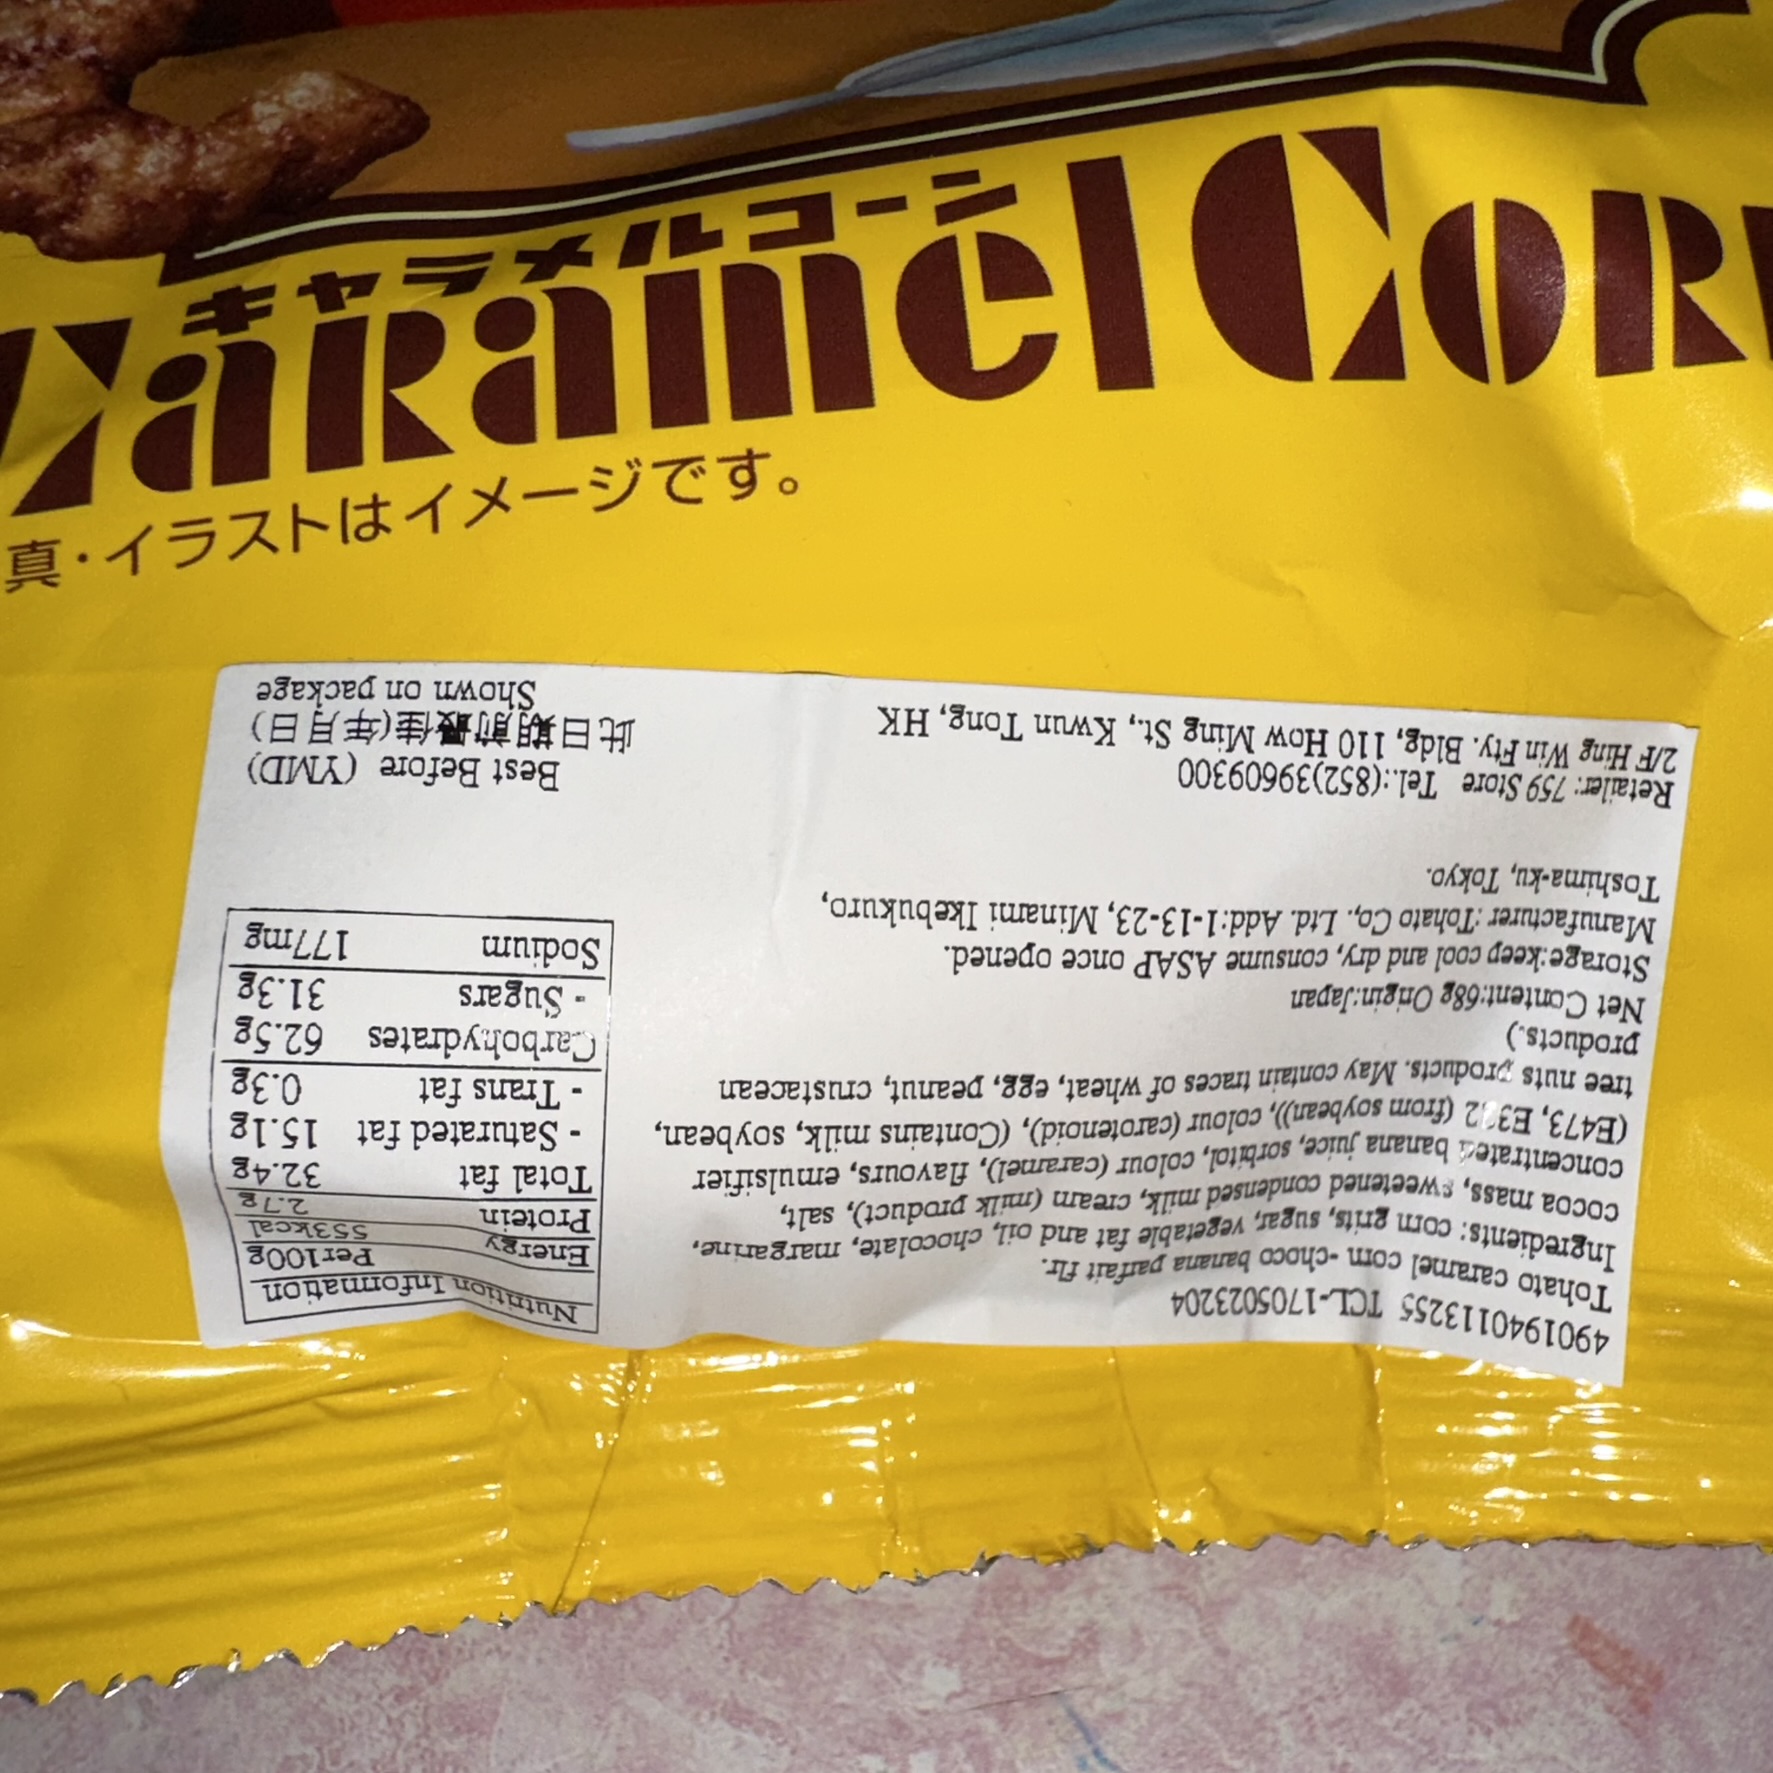 キャラメルコーン
Caramel Corn
真・イラストはイメージです。
4901940113255 TCL-1705023204
Tohato caramel corn -choco banana parfait flr.
Ingredients: corn grits, sugar, vegetable fat and oil, chocolate, margarine,
cocoa mass, sweetened condensed milk, cream (milk product), salt,
concentrated banana juice, sorbitol, colour (caramel), flavours, emulsifier
(E473, E322 (from soybean)), colour (carotenoid), (Contains milk, soybean,
tree nuts products. May contain traces of wheat, egg, peanut, crustacean
products.)
Net Content:68g Origin:Japan
Storage:keep cool and dry, consume ASAP once opened.
Manufacturer :Tohato Co,. Ltd. Add:1-13-23, Minami Ikebukuro,
Toshima-ku, Tokyo.
Retailer: 759 Store Tel.:(852)39609300
2/F Hing Win Fty. Bldg, 110 How Ming St., Kwun Tong, HK
Nutrition Information
Per100g
Energy 553kcal
Protein 2.7g
Total fat 32.4g
- Saturated fat 15.1g
- Trans fat 0.3g
Carbohydrates 62.5g
- Sugars 31.3g
Sodium 177mg
Best Before (YMD)
此日期前最佳(年月日)
Shown on package